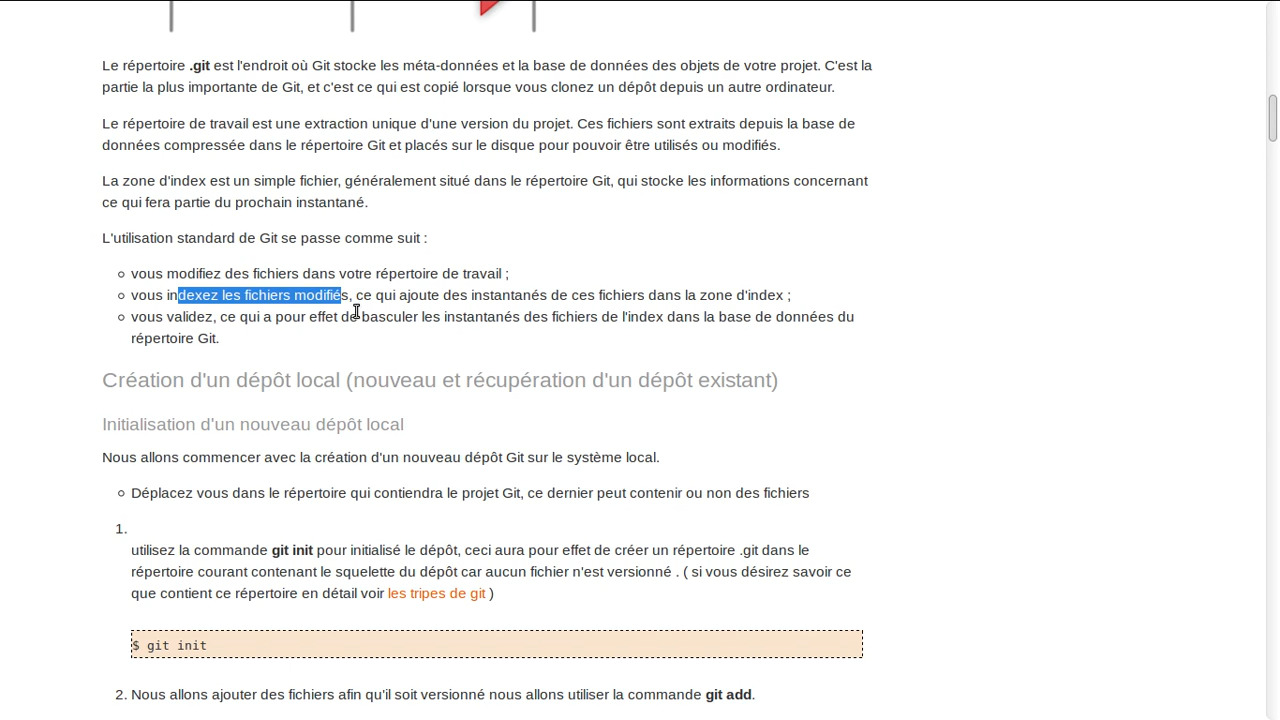 Le répertoire .git est l'endroit où Git stocke les méta-données et la base de données des objets de votre projet. C'est la
partie la plus importante de Git, et c'est ce qui est copié lorsque vous clonez un dépôt depuis un autre ordinateur.
Le répertoire de travail est une extraction unique d'une version du projet. Ces fichiers sont extraits depuis la base de
données compressée dans le répertoire Git et placés sur le disque pour pouvoir être utilisés ou modifiés.
La zone d'index est un simple fichier, généralement situé dans le répertoire Git, qui stocke les informations concernant
ce qui fera partie du prochain instantané.
L'utilisation standard de Git se passe comme suit :
vous modifiez des fichiers dans votre répertoire de travail ;
vous indexez les fichiers modifiés, ce qui ajoute des instantanés de ces fichiers dans la zone d'index ;
vous validez, ce qui a pour effet de basculer les instantanés des fichiers de l'index dans la base de données du
répertoire Git.
Création d'un dépôt local (nouveau et récupération d'un dépôt existant)
Initialisation d'un nouveau dépôt local
Nous allons commencer avec la création d'un nouveau dépôt Git sur le système local.
Déplacez vous dans le répertoire qui contiendra le projet Git, ce dernier peut contenir ou non des fichiers
1.
utilisez la commande git init pour initialisé le dépôt, ceci aura pour effet de créer un répertoire .git dans le
répertoire courant contenant le squelette du dépôt car aucun fichier n'est versionné . ( si vous désirez savoir ce
que contient ce répertoire en détail voir les tripes de git )
$ git init
2. Nous allons ajouter des fichiers afin qu'il soit versionné nous allons utiliser la commande git add.